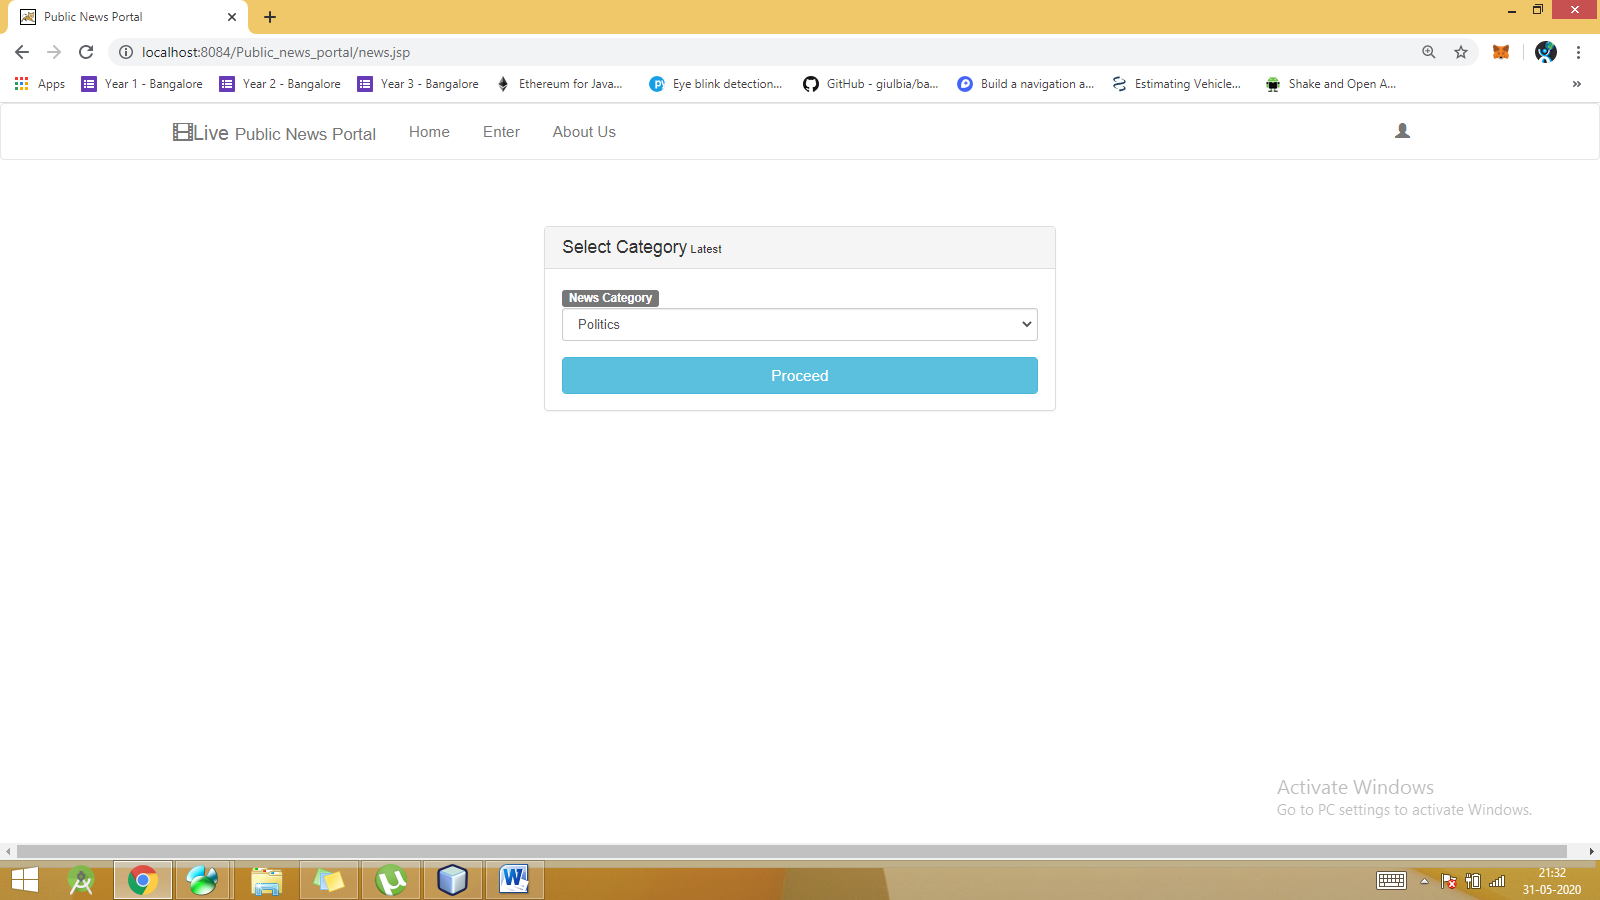 Public News Portal
localhost:8084/Public_news_portal/news.jsp
Apps Year 1 - Bangalore Year 2 - Bangalore Year 3 - Bangalore Ethereum for Java... Eye blink detection... GitHub - giulbia/ba... Build a navigation a... Estimating Vehicle... Shake and Open A... »
Live Public News Portal Home Enter About Us
Select Category Latest
News Category
Politics
Proceed
Activate Windows
Go to PC settings to activate Windows.
21:32
31-05-2020